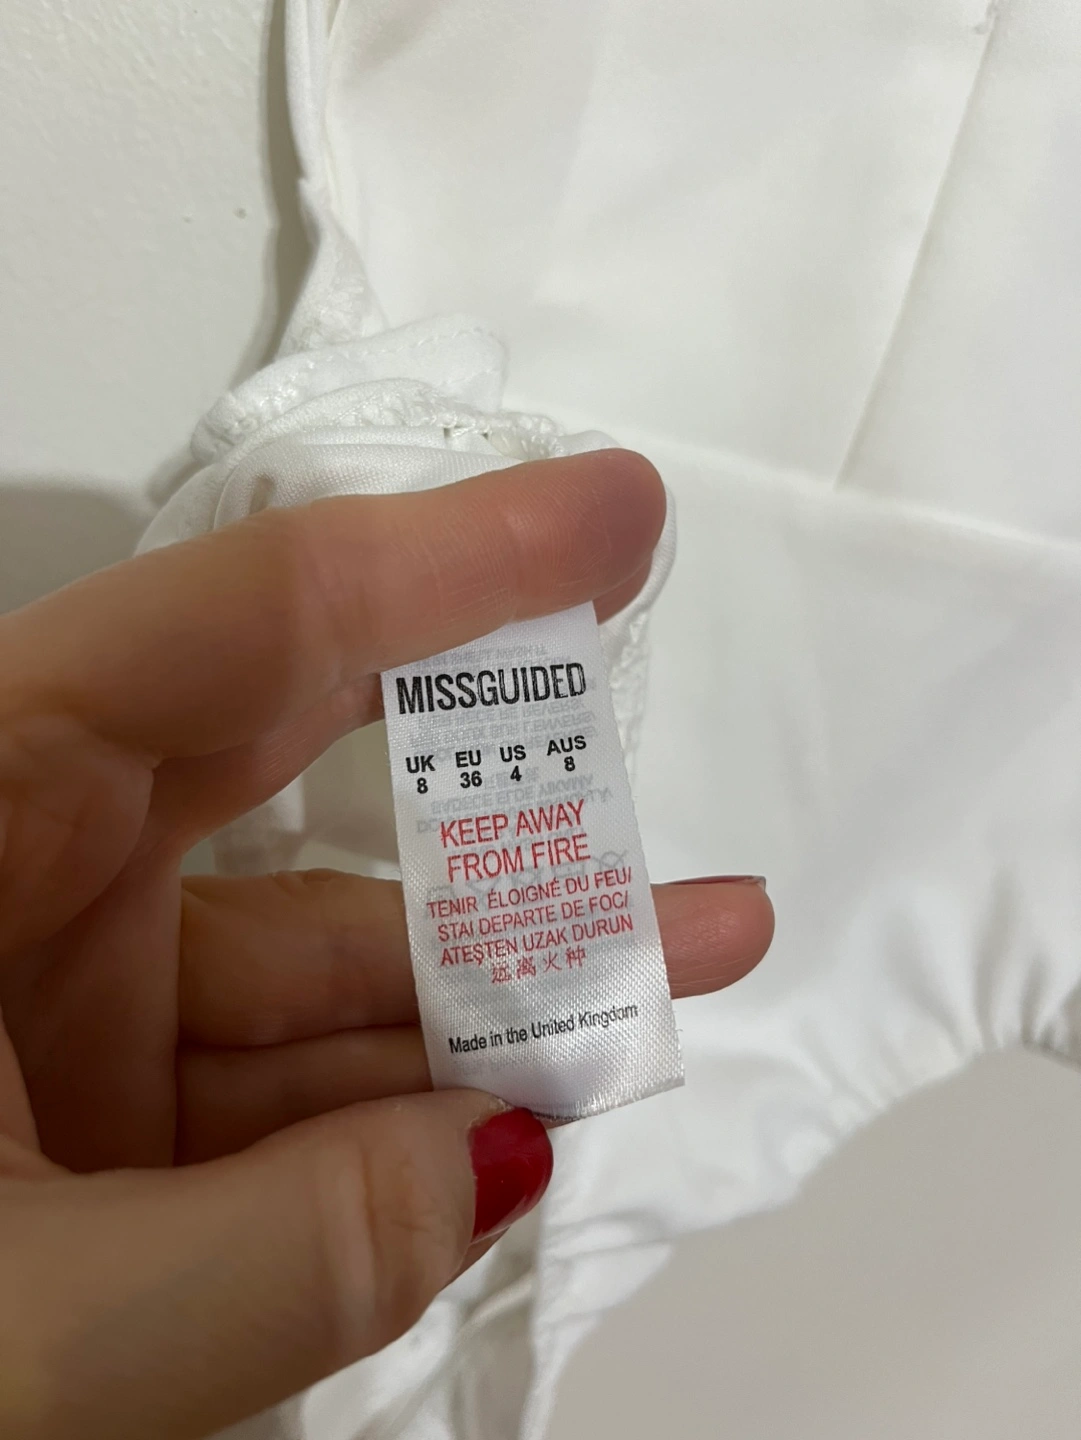 MISSGUIDED
UK EU US AUS
8 36 4 8
KEEP AWAY
FROM FIRE
TENIR ÉLOIGNÉ DU FEU/
STAI DEPARTE DE FOC/
ATEŞTEN UZAK DURUN
远离火种
Made in the United Kingdom